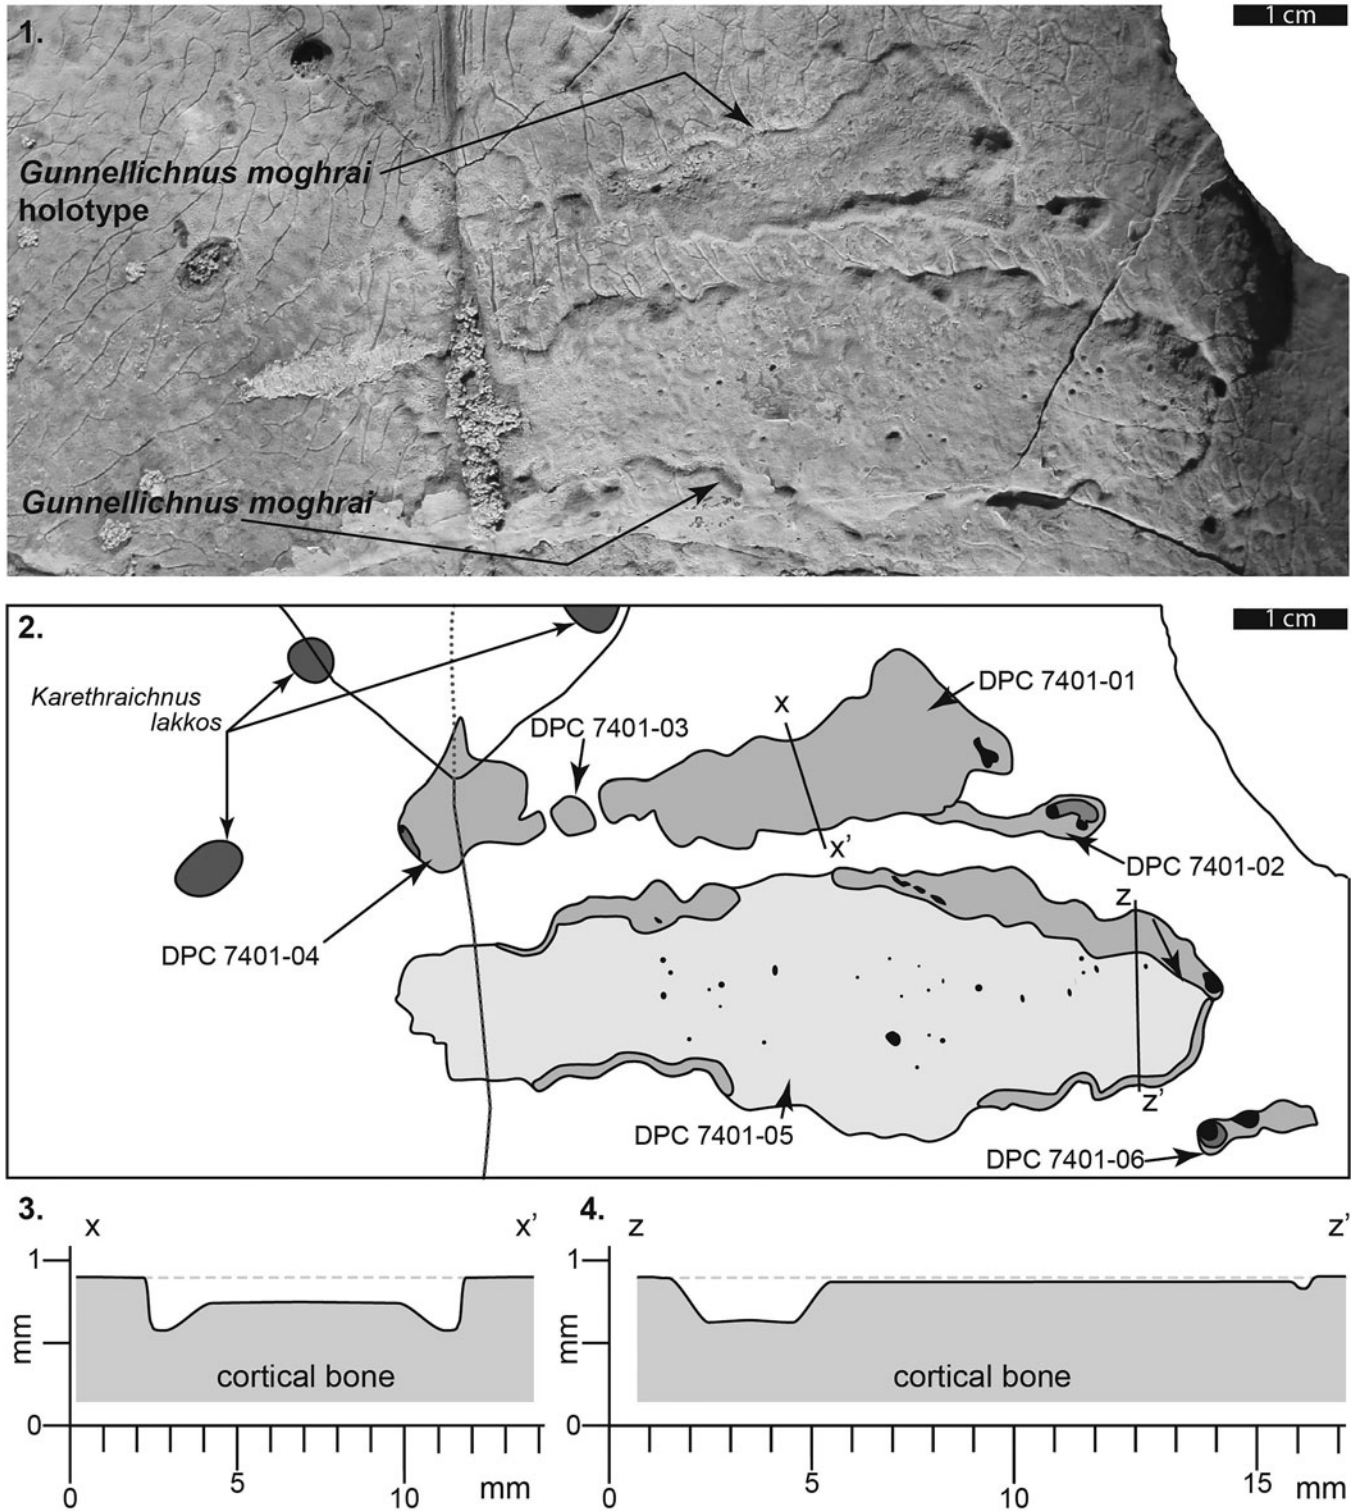 1.
1 cm
Gunnellichnus moghrai
holotype
Gunnellichnus moghrai
2.
1 cm
Karethraichnus
lakkos
DPC 7401-01
x
DPC 7401-03
x'
DPC 7401-02
z
DPC 7401-04
z'
DPC 7401-05
DPC 7401-06
3.
x
x'
1
mm
cortical bone
0
0
5
10
mm
4.
z
z'
1
mm
cortical bone
0
0
5
10
15
mm